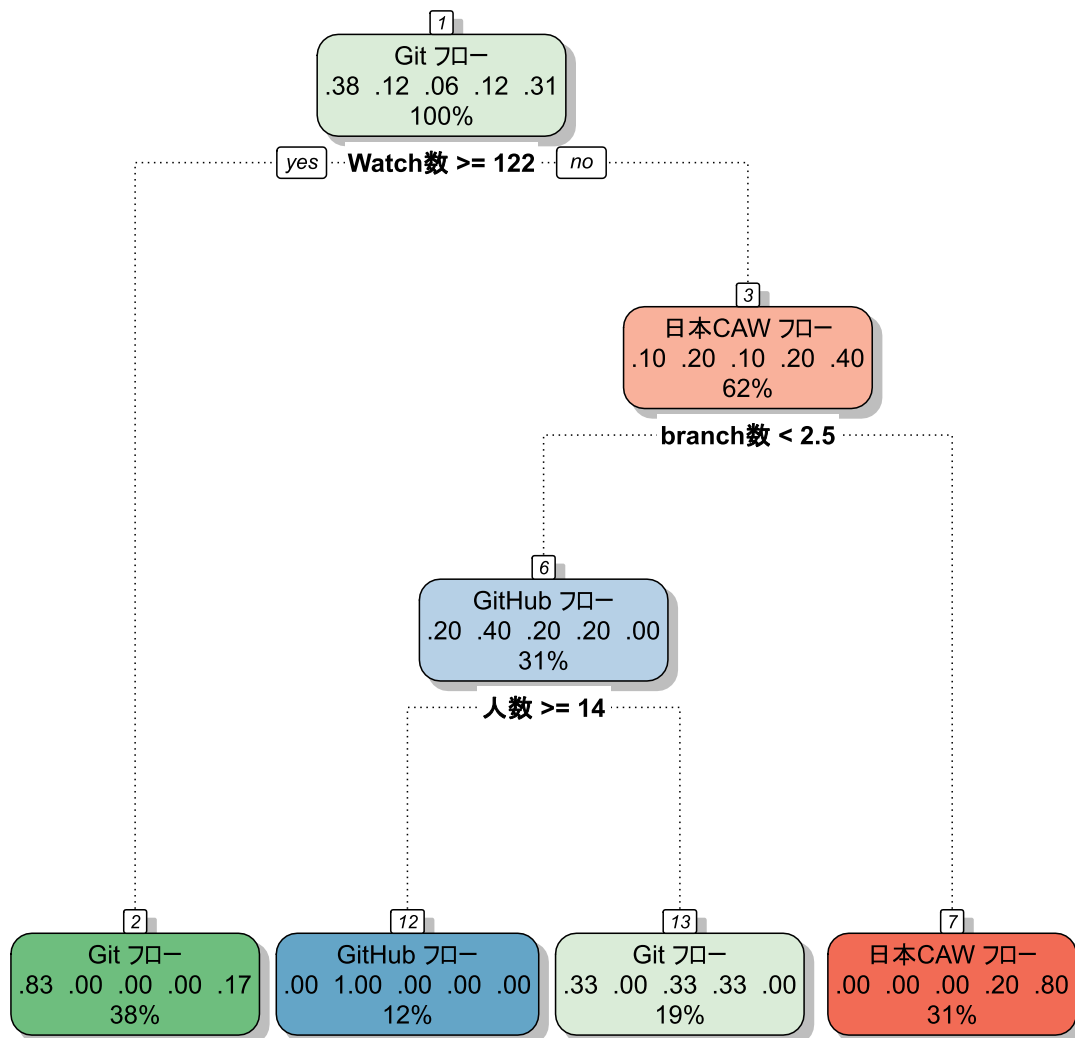 1
Git フロー
.38 .12 .06 .12 .31
100%
yes Watch数 >= 122 no
3
日本CAW フロー
.10 .20 .10 .20 .40
62%
branch数 < 2.5
6
GitHub フロー
.20 .40 .20 .20 .00
31%
人数 >= 14
2
Git フロー
.83 .00 .00 .00 .17
38%
12
GitHub フロー
.00 1.00 .00 .00 .00
12%
13
Git フロー
.33 .00 .33 .33 .00
19%
7
日本CAW フロー
.00 .00 .00 .20 .80
31%